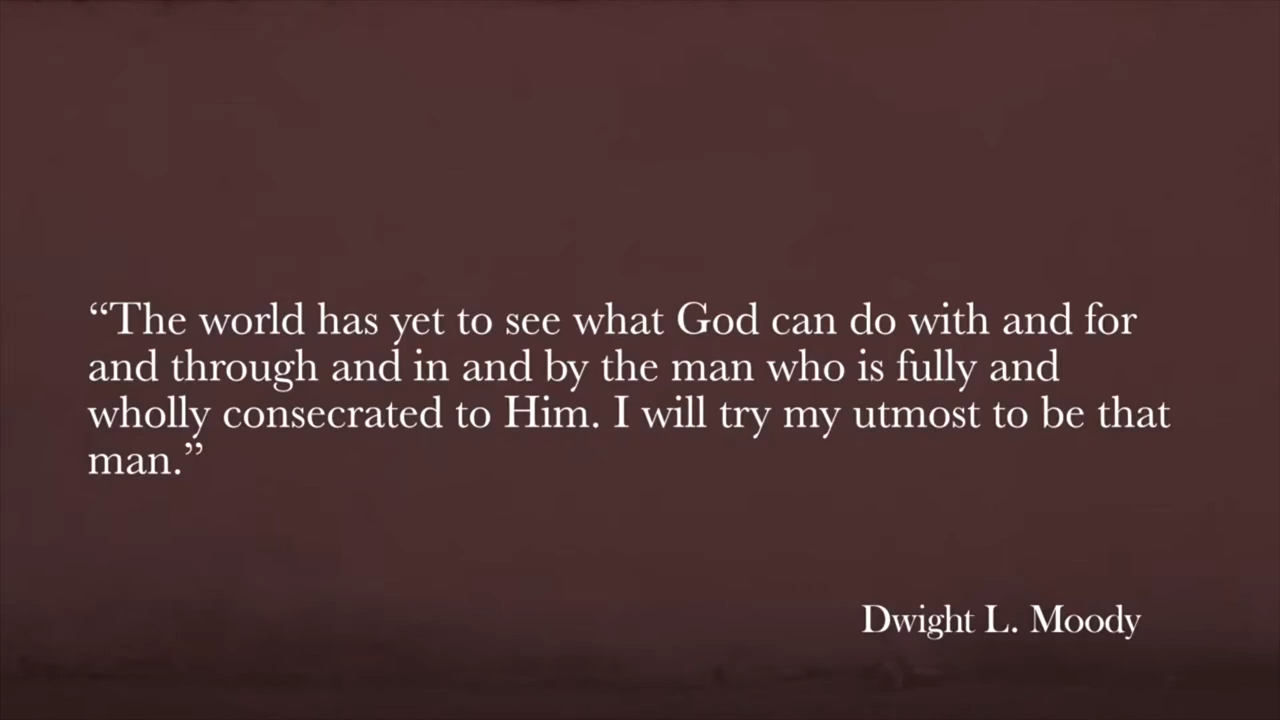 “The world has yet to see what God can do with and for
and through and in and by the man who is fully and
wholly consecrated to Him. I will try my utmost to be that
man.”
Dwight L. Moody